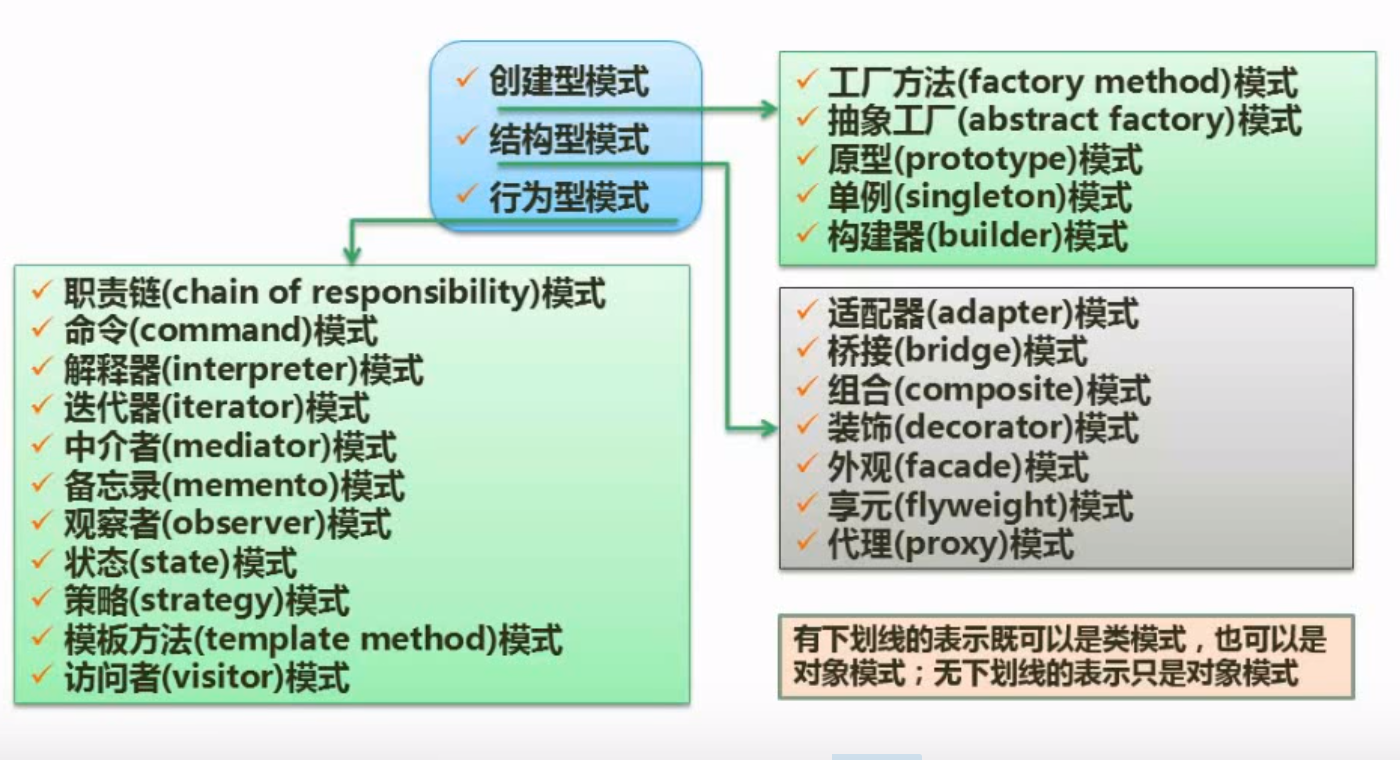 创建型模式
结构型模式
行为型模式
工厂方法(factory method)模式
抽象工厂(abstract factory)模式
原型(prototype)模式
单例(singleton)模式
构建器(builder)模式
职责链(chain of responsibility)模式
命令(command)模式
解释器(interpreter)模式
迭代器(iterator)模式
中介者(mediator)模式
备忘录(memento)模式
观察者(observer)模式
状态(state)模式
策略(strategy)模式
模板方法(template method)模式
访问者(visitor)模式
适配器(adapter)模式
桥接(bridge)模式
组合(composite)模式
装饰(decorator)模式
外观(facade)模式
享元(flyweight)模式
代理(proxy)模式
有下划线的表示既可以是类模式，也可以是
对象模式；无下划线的表示只是对象模式